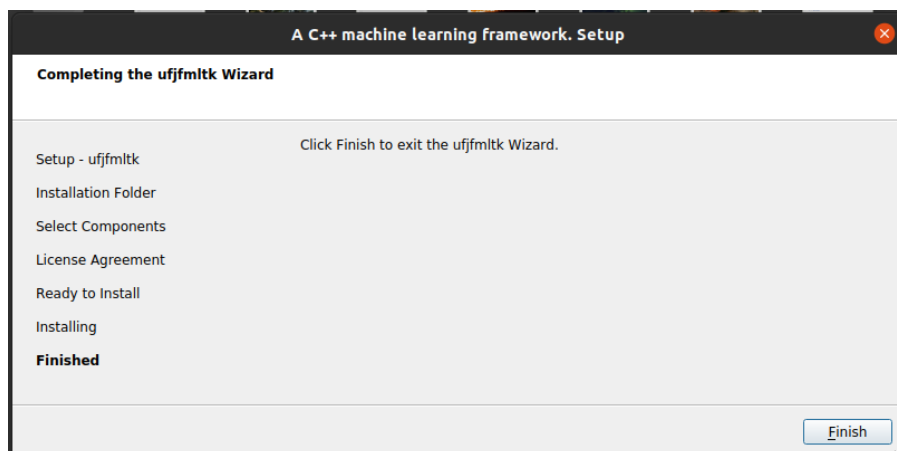 A C++ machine learning framework. Setup
Completing the ufjfmltk Wizard
Setup - ufjfmltk
Installation Folder
Select Components
License Agreement
Ready to Install
Installing
Finished
Click Finish to exit the ufjfmltk Wizard.
Finish